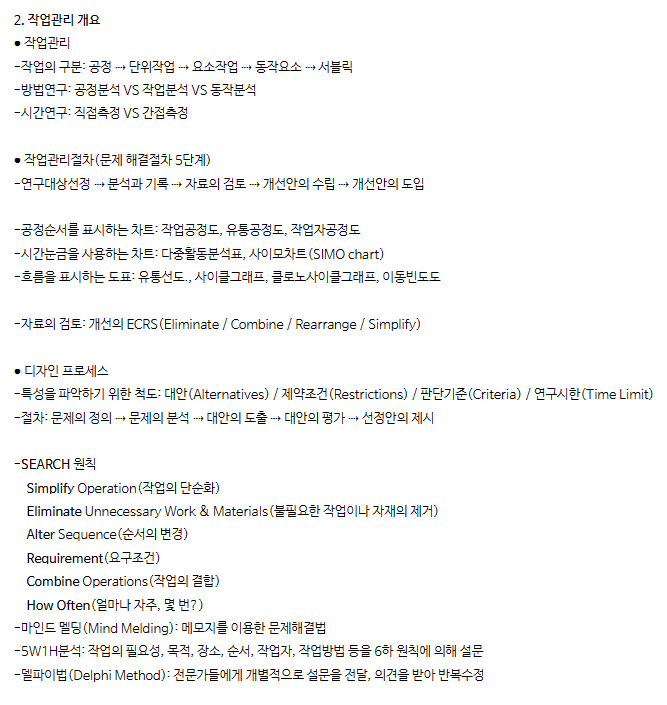 2. 작업관리 개요
● 작업관리
-작업의 구분: 공정 → 단위작업 → 요소작업 → 동작요소 → 서블릭
-방법연구: 공정분석 VS 작업분석 VS 동작분석
-시간연구: 직접측정 VS 간접측정
● 작업관리절차(문제 해결절차 5단계)
-연구대상선정 → 분석과 기록 → 자료의 검토 → 개선안의 수립 → 개선안의 도입
-공정순서를 표시하는 차트: 작업공정도, 유통공정도, 작업자공정도
-시간눈금을 사용하는 차트: 다중활동분석표, 사이모차트(SIMO chart)
-흐름을 표시하는 도표: 유통선도., 사이클그래프, 클로노사이클그래프, 이동빈도도
-자료의 검토: 개선의 ECRS(Eliminate / Combine / Rearrange / Simplify)
● 디자인 프로세스
-특성을 파악하기 위한 척도: 대안(Alternatives) / 제약조건(Restrictions) / 판단기준(Criteria) / 연구시한(Time Limit)
-절차: 문제의 정의 → 문제의 분석 → 대안의 도출 → 대안의 평가 → 선정안의 제시
-SEARCH 원칙
Simplify Operation(작업의 단순화)
Eliminate Unnecessary Work & Materials(불필요한 작업이나 자재의 제거)
Alter Sequence(순서의 변경)
Requirement(요구조건)
Combine Operations(작업의 결합)
How Often(얼마나 자주, 몇 번?)
-마인드 멜딩(Mind Melding): 메모지를 이용한 문제해결법
-5W1H분석: 작업의 필요성, 목적, 장소, 순서, 작업자, 작업방법 등을 6하 원칙에 의해 설문
-델파이법(Delphi Method): 전문가들에게 개별적으로 설문을 전달, 의견을 받아 반복수정